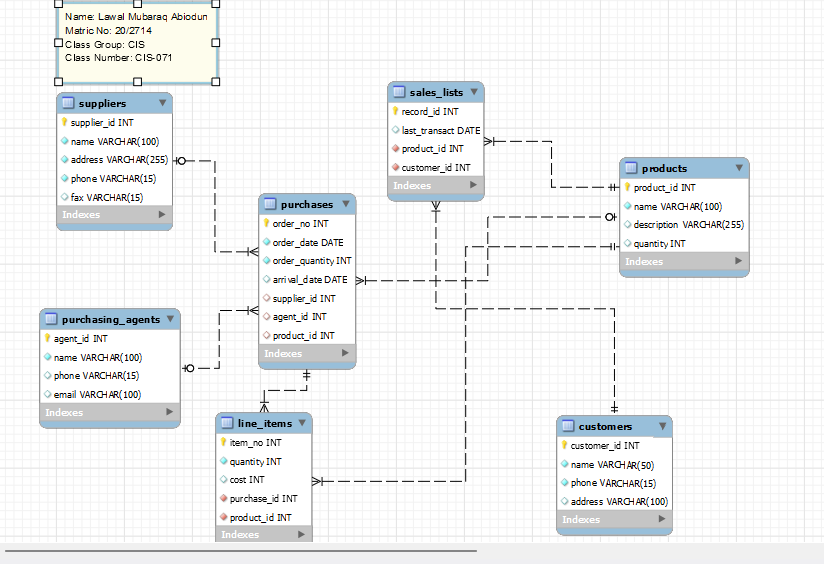 Name: Lawal Mubaraq Abiodun
Matric No: 20/2714
Class Group: CIS
Class Number: CIS-071
suppliers
supplier_id INT
name VARCHAR(100)
address VARCHAR(255)
phone VARCHAR(15)
fax VARCHAR(15)
Indexes
sales_lists
record_id INT
last_transact DATE
product_id INT
customer_id INT
Indexes
products
product_id INT
name VARCHAR(100)
description VARCHAR(255)
quantity INT
Indexes
purchases
order_no INT
order_date DATE
order_quantity INT
arrival_date DATE
supplier_id INT
agent_id INT
product_id INT
Indexes
purchasing_agents
agent_id INT
name VARCHAR(100)
phone VARCHAR(15)
email VARCHAR(100)
Indexes
line_items
item_no INT
quantity INT
cost INT
purchase_id INT
product_id INT
Indexes
customers
customer_id INT
name VARCHAR(50)
phone VARCHAR(15)
address VARCHAR(100)
Indexes